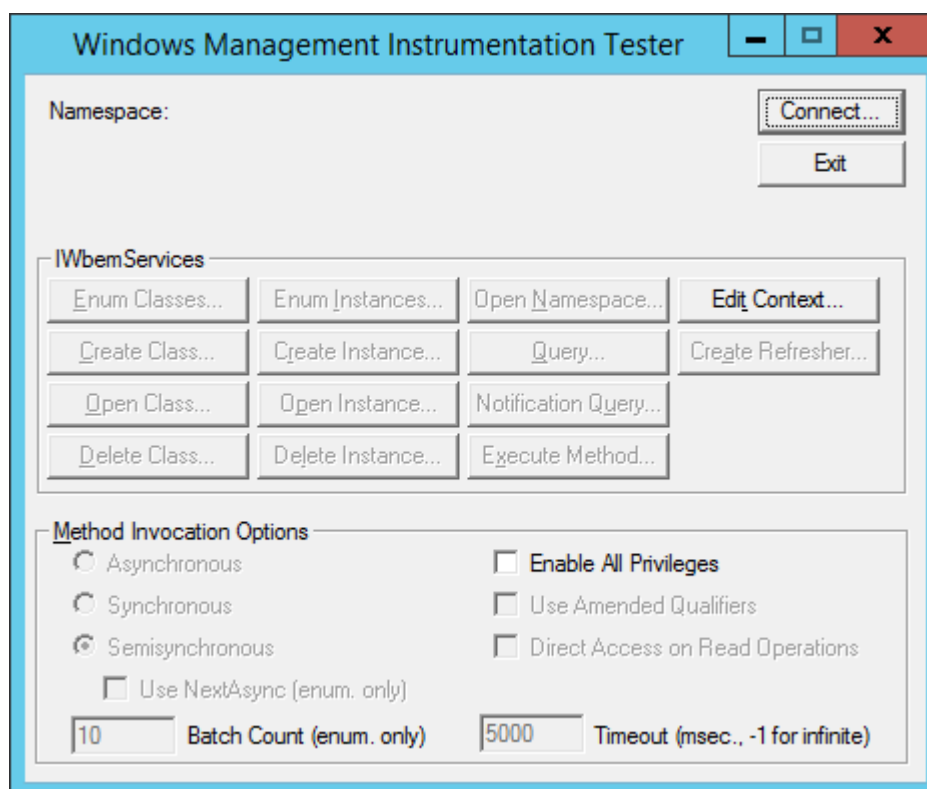 Windows Management Instrumentation Tester
Namespace:
Connect...
Exit
IWbemServices
Enum Classes... Enum Instances... Open Namespace... Edit Context...
Create Class... Create Instance... Query... Create Refresher...
Open Class... Open Instance... Notification Query...
Delete Class... Delete Instance... Execute Method...
Method Invocation Options
Asynchronous Enable All Privileges
Synchronous Use Amended Qualifiers
Semisynchronous Direct Access on Read Operations
Use NextAsync (enum. only)
10 Batch Count (enum. only) 5000 Timeout (msec., -1 for infinite)